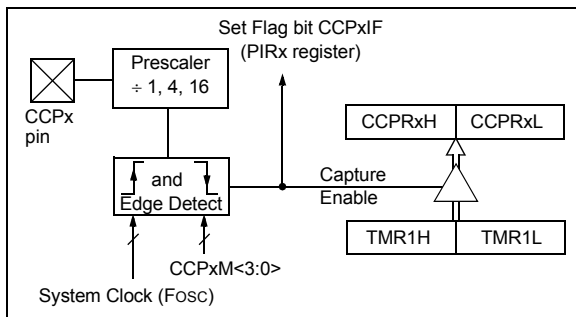 Set Flag bit CCPxIF
(PIRx register)
Prescaler
÷ 1, 4, 16
CCPx
pin
CCPRxH CCPRxL
and
Edge Detect
Capture
Enable
TMR1H TMR1L
CCPxM<3:0>
System Clock (FOSC)